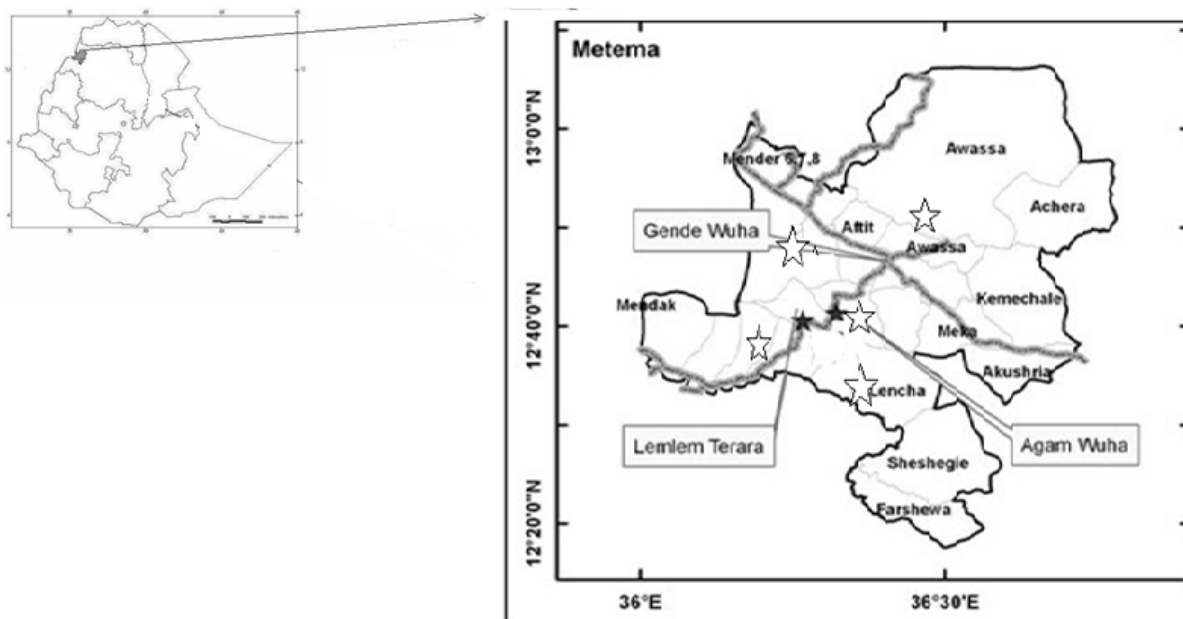 Metema
13°0'0"N
12°40'0"N
12°20'0"N
36°E
36°30'E
Mender 6,7,8
Awassa
Achera
Gende Wuha
Aftit
Awassa
Mendak
Kemechale
Meka
Akushria
Lencha
Lemlem Terara
Agam Wuha
Sheshegie
Farshewa